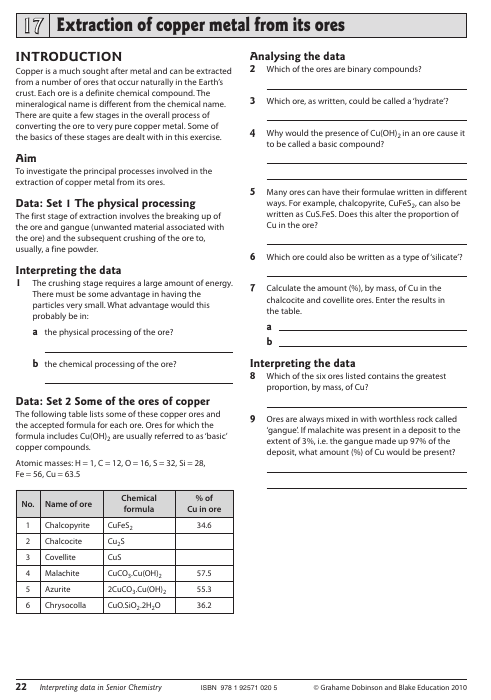 17 Extraction of copper metal from its ores
INTRODUCTION
Copper is a much sought after metal and can be extracted
from a number of ores that occur naturally in the Earth's
crust. Each ore is a definite chemical compound. The
mineralogical name is different from the chemical name.
There are quite a few stages in the overall process of
converting the ore to very pure copper metal. Some of
the basics of these stages are dealt with in this exercise.
Aim
To investigate the principal processes involved in the
extraction of copper metal from its ores.
Data: Set 1 The physical processing
The first stage of extraction involves the breaking up of
the ore and gangue (unwanted material associated with
the ore) and the subsequent crushing of the ore to,
usually, a fine powder.
Interpreting the data
1 The crushing stage requires a large amount of energy.
There must be some advantage in having the
particles very small. What advantage would this
probably be in:
a the physical processing of the ore?
b the chemical processing of the ore?
Data: Set 2 Some of the ores of copper
The following table lists some of these copper ores and
the accepted formula for each ore. Ores for which the
formula includes Cu(OH)₂ are usually referred to as 'basic'
copper compounds.
Atomic masses: H = 1, C = 12, O = 16, S = 32, Si = 28,
Fe = 56, Cu = 63.5
No. Name of ore Chemical formula % of Cu in ore
1 Chalcopyrite CuFeS₂ 34.6
2 Chalcocite Cu₂S
3 Covellite CuS
4 Malachite CuCO₃.Cu(OH)₂ 57.5
5 Azurite 2CuCO₃.Cu(OH)₂ 55.3
6 Chrysocolla CuO.SiO₂.2H₂O 36.2
Analysing the data
2 Which of the ores are binary compounds?
3 Which ore, as written, could be called a 'hydrate'?
4 Why would the presence of Cu(OH)₂ in an ore cause it
to be called a basic compound?
5 Many ores can have their formulae written in different
ways. For example, chalcopyrite, CuFeS₂, can also be
written as CuS.FeS. Does this alter the proportion of
Cu in the ore?
6 Which ore could also be written as a type of 'silicate'?
7 Calculate the amount (%), by mass, of Cu in the
chalcocite and covellite ores. Enter the results in
the table.
a
b
Interpreting the data
8 Which of the six ores listed contains the greatest
proportion, by mass, of Cu?
9 Ores are always mixed in with worthless rock called
'gangue'. If malachite was present in a deposit to the
extent of 3%, i.e. the gangue made up 97% of the
deposit, what amount (%) of Cu would be present?
22 Interpreting data in Senior Chemistry ISBN 978 1 92571 020 5 © Grahame Dobinson and Blake Education 2010